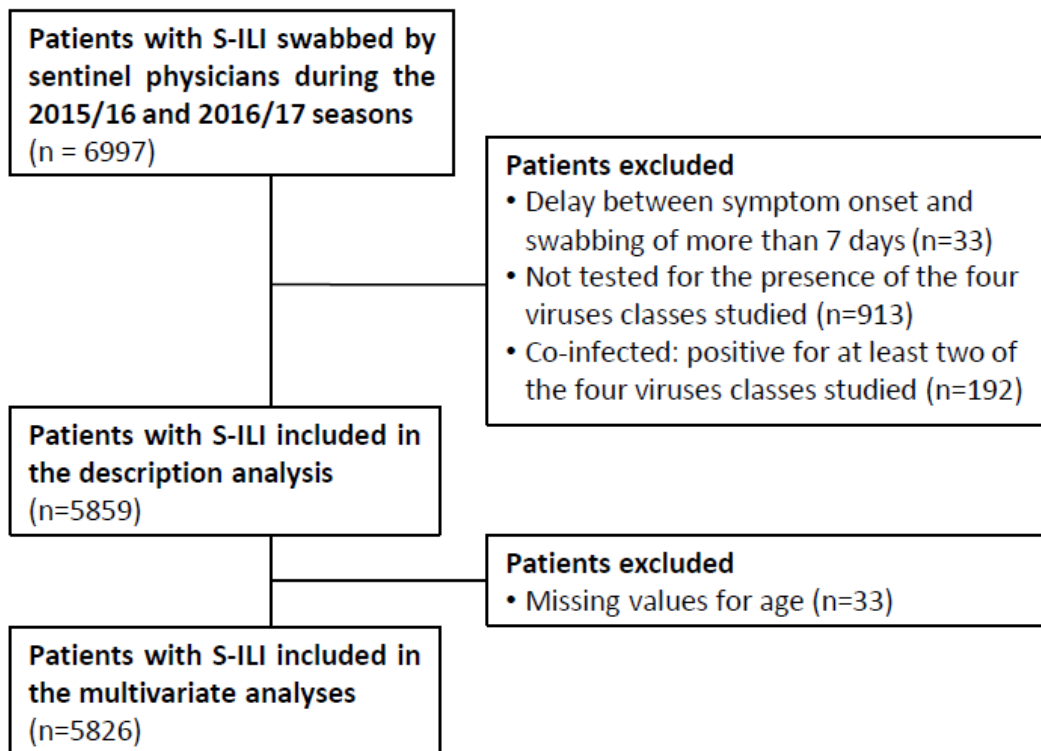 Patients with S-ILI swabbed by
sentinel physicians during the
2015/16 and 2016/17 seasons
(n = 6997)
Patients excluded
• Delay between symptom onset and
swabbing of more than 7 days (n=33)
• Not tested for the presence of the four
viruses classes studied (n=913)
• Co-infected: positive for at least two of
the four viruses classes studied (n=192)
Patients with S-ILI included in
the description analysis
(n=5859)
Patients excluded
• Missing values for age (n=33)
Patients with S-ILI included in
the multivariate analyses
(n=5826)